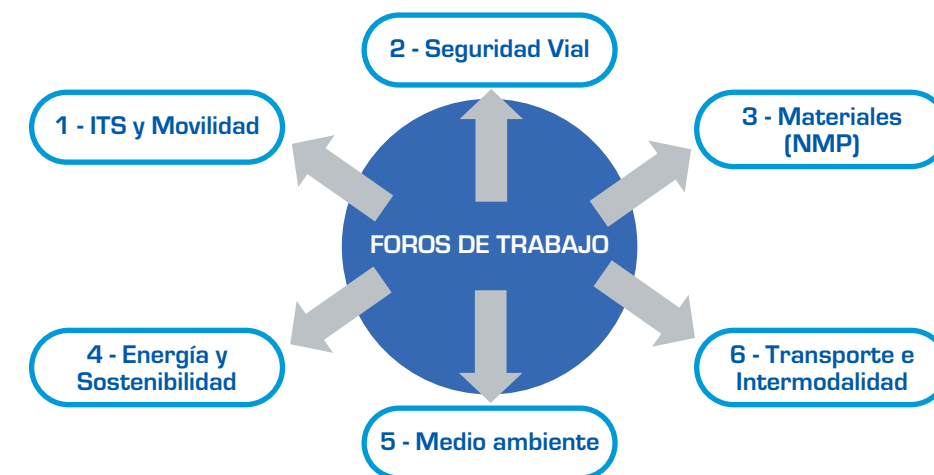 2 - Seguridad Vial
1 - ITS y Movilidad
3 - Materiales
(NMP)
FOROS DE TRABAJO
4 - Energía y
Sostenibilidad
6 - Transporte e
Intermodalidad
5 - Medio ambiente